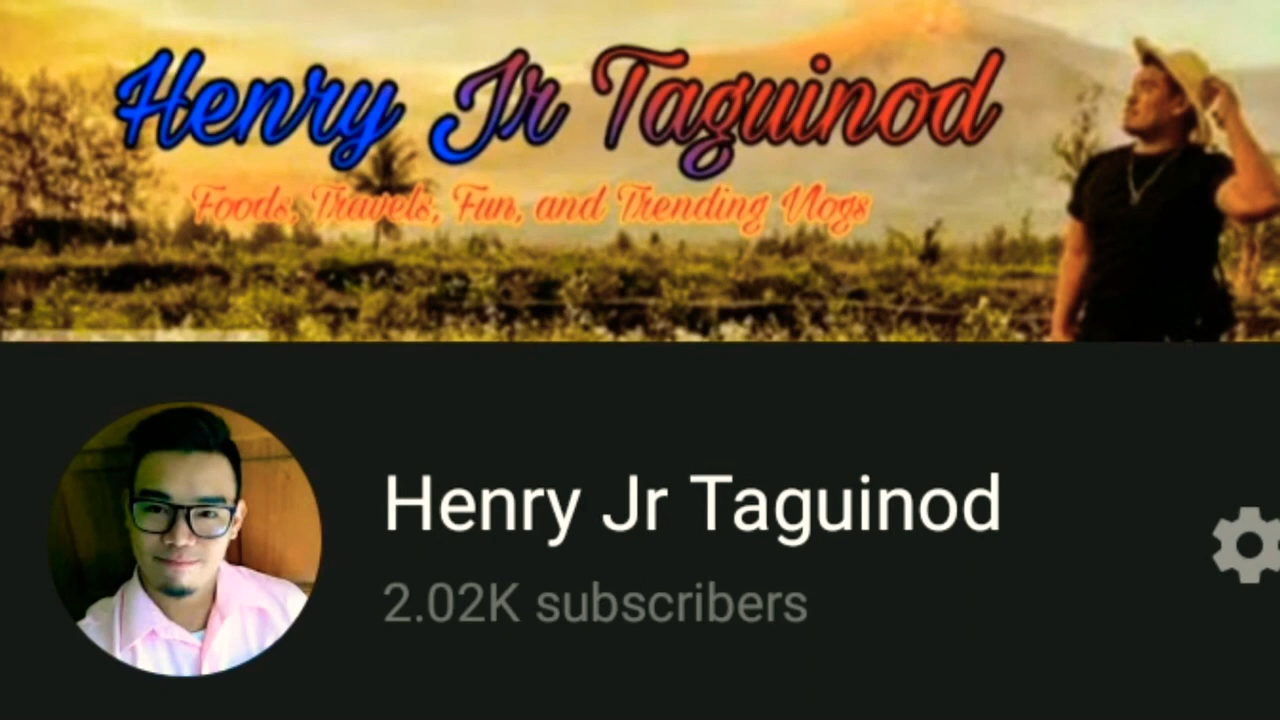 Henry Jr Taguinod
Foods, Travels, Fun, and Trending Vlogs
Henry Jr Taguinod
2.02K subscribers